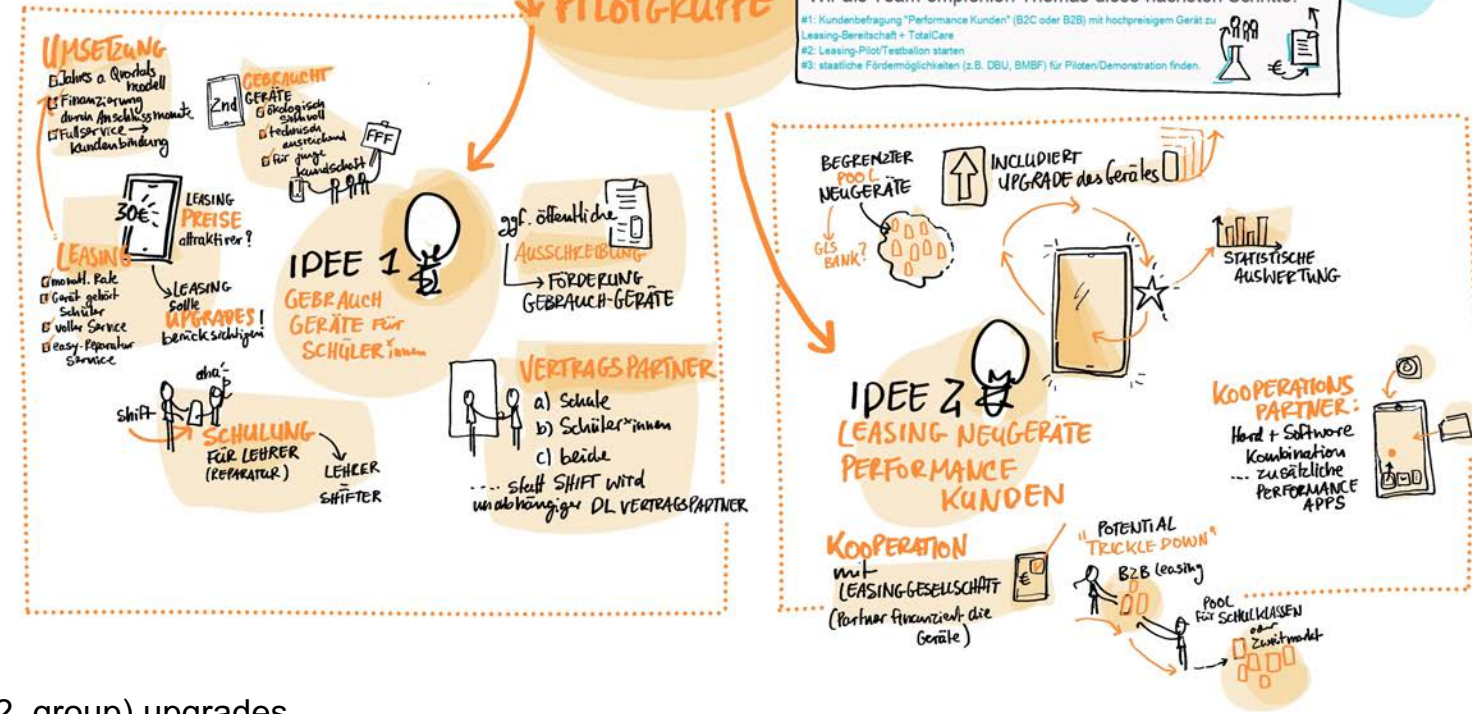 PILOTGRUPPE
Wir als Team empfehlen Thomas diese nächsten Schritte:
#1: Kundenbefragung "Performance Kunden" (B2C oder B2B) mit hochpreisigem Gerät zu
Leasing-Bereitschaft + TotalCare
#2: Leasing-Pilot/Testballon starten
#3: staatliche Fördermöglichkeiten (z.B. DBU, BMBF) für Piloten/Demonstration finden.
€
UMSETZUNG
Jahres o. Quartals
modell
Finanzierung
durch Anschlussmonate
Fullservice →
Kundenbindung
2nd
GEBRAUCHT
GERÄTE
ökologisch
sinnvoll
technisch
ausreichend
für junge
Kundschaft
FFF
30€
LEASING
PREISE
attraktiver?
LEASING
monatl. Rate
Gerät gehört
Schüler
voller Service
easy-Reparatur
Service
LEASING
sollte
UPGRADES!
berücksichtigen
IDEE 1
GEBRAUCH
GERÄTE FÜR
SCHÜLER*innen
ggf. öffentliche
AUSSCHREIBUNG
FÖRDERUNG
GEBRAUCH-GERÄTE
shift
aha
SCHULUNG
FÜR LEHRER
(REPARATUR)
LEHRER
=
SHIFTER
VERTRAGSPARTNER
a) Schule
b) Schüler*innen
c) beide
.... statt SHIFT wird
unabhängiger DL VERTRAGSPARTNER
BEGRENZTER
POOL
NEUGERÄTE
GLS
BANK?
INCLUDIERT
UPGRADE des Gerätes
STATISTISCHE
AUSWERTUNG
IDEE 2
LEASING NEUGERÄTE
PERFORMANCE
KUNDEN
KOOPERATIONS
PARTNER:
Hard + Software
Kombination
... zusätzliche
PERFORMANCE
APPS
KOOPERATION
mit
LEASINGGESELLSCHAFT
(Partner finanziert die
Geräte)
€
POTENTIAL
"TRICKLE DOWN"
B2B Leasing
POOL
für SCHULKLASSEN
oder
Zweitmarkt
2. group) upgrades